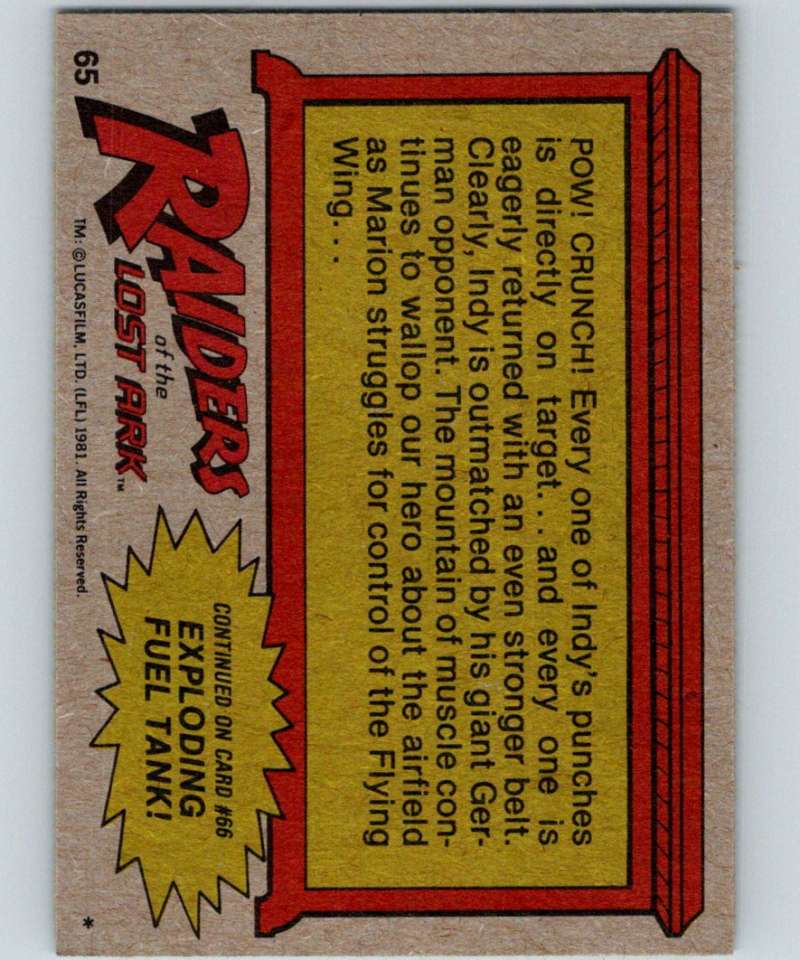 POW! CRUNCH! Every one of Indy's punches
is directly on target... and every one is
eagerly returned with an even stronger belt.
Clearly, Indy is outmatched by his giant Ger-
man opponent. The mountain of muscle con-
tinues to wallop our hero about the airfield
as Marion struggles for control of the Flying
Wing...
RAIDERS
of the
LOST ARK™
CONTINUED ON CARD #66
EXPLODING
FUEL TANK!
65
TM: © LUCASFILM, LTD. (LFL) 1981. All Rights Reserved.
*